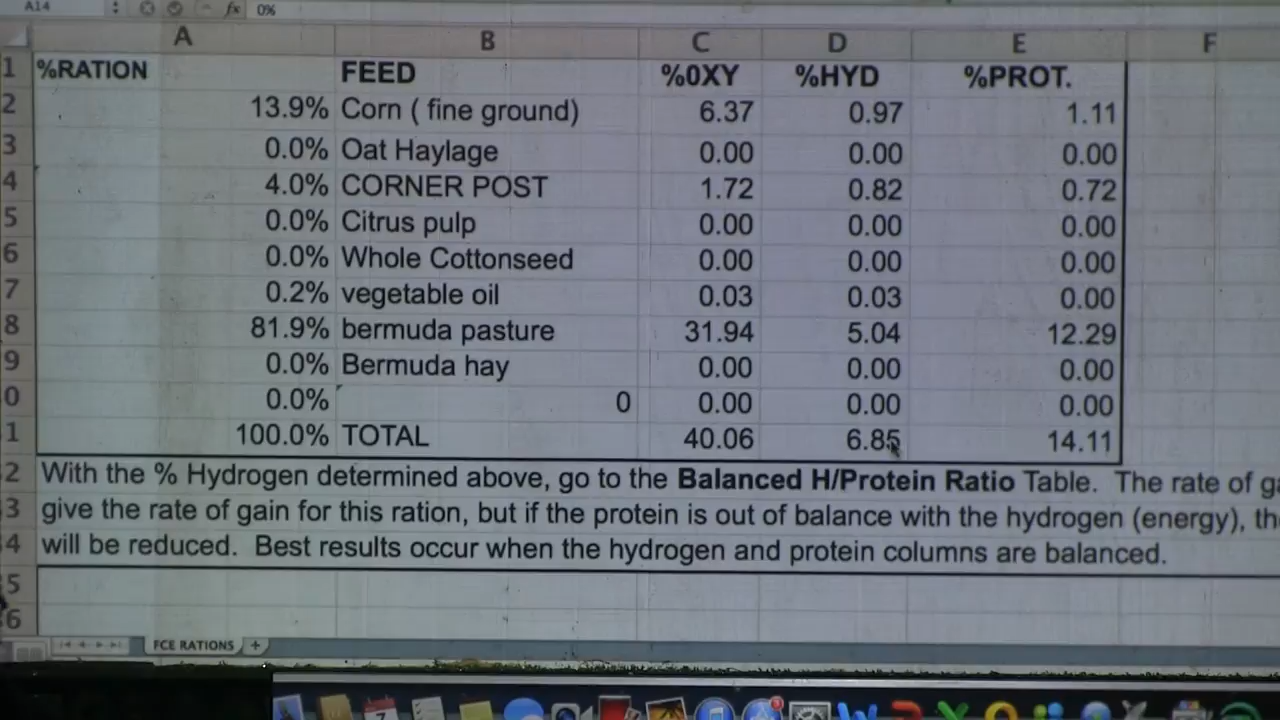 A14 fx 0%
A B C D E F
1 %RATION FEED %0XY %HYD %PROT.
2 13.9% Corn ( fine ground) 6.37 0.97 1.11
3 0.0% Oat Haylage 0.00 0.00 0.00
4 4.0% CORNER POST 1.72 0.82 0.72
5 0.0% Citrus pulp 0.00 0.00 0.00
6 0.0% Whole Cottonseed 0.00 0.00 0.00
7 0.2% vegetable oil 0.03 0.03 0.00
8 81.9% bermuda pasture 31.94 5.04 12.29
9 0.0% Bermuda hay 0.00 0.00 0.00
0 0.0% 0 0.00 0.00 0.00
1 100.0% TOTAL 40.06 6.85 14.11
2 With the % Hydrogen determined above, go to the Balanced H/Protein Ratio Table. The rate of ga
3 give the rate of gain for this ration, but if the protein is out of balance with the hydrogen (energy), th
4 will be reduced. Best results occur when the hydrogen and protein columns are balanced.
5
6
FCE RATIONS +